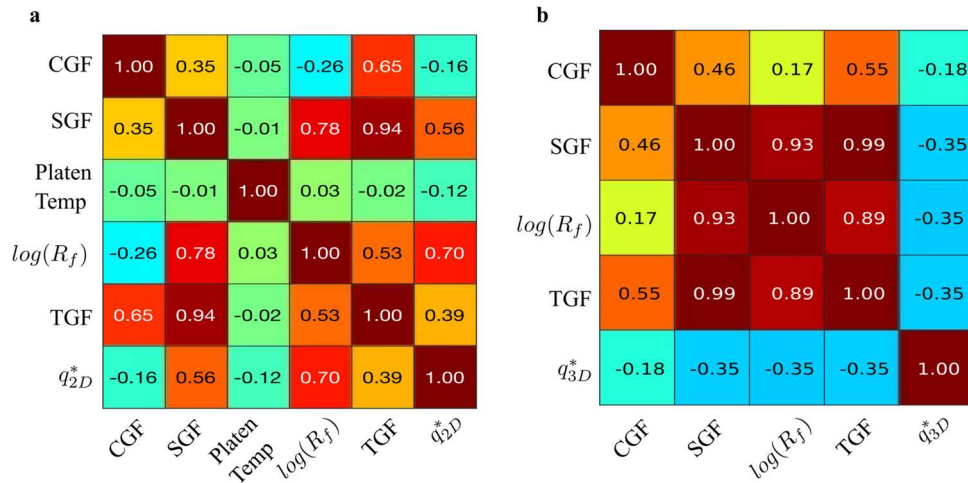 a
CGF 1.00 0.35 -0.05 -0.26 0.65 -0.16
SGF 0.35 1.00 -0.01 0.78 0.94 0.56
Platen
Temp -0.05 -0.01 1.00 0.03 -0.02 -0.12
log(R_f) -0.26 0.78 0.03 1.00 0.53 0.70
TGF 0.65 0.94 -0.02 0.53 1.00 0.39
q*_2D -0.16 0.56 -0.12 0.70 0.39 1.00
CGF SGF Platen Temp log(R_f) TGF q*_2D
b
CGF 1.00 0.46 0.17 0.55 -0.18
SGF 0.46 1.00 0.93 0.99 -0.35
log(R_f) 0.17 0.93 1.00 0.89 -0.35
TGF 0.55 0.99 0.89 1.00 -0.35
q*_3D -0.18 -0.35 -0.35 -0.35 1.00
CGF SGF log(R_f) TGF q*_3D